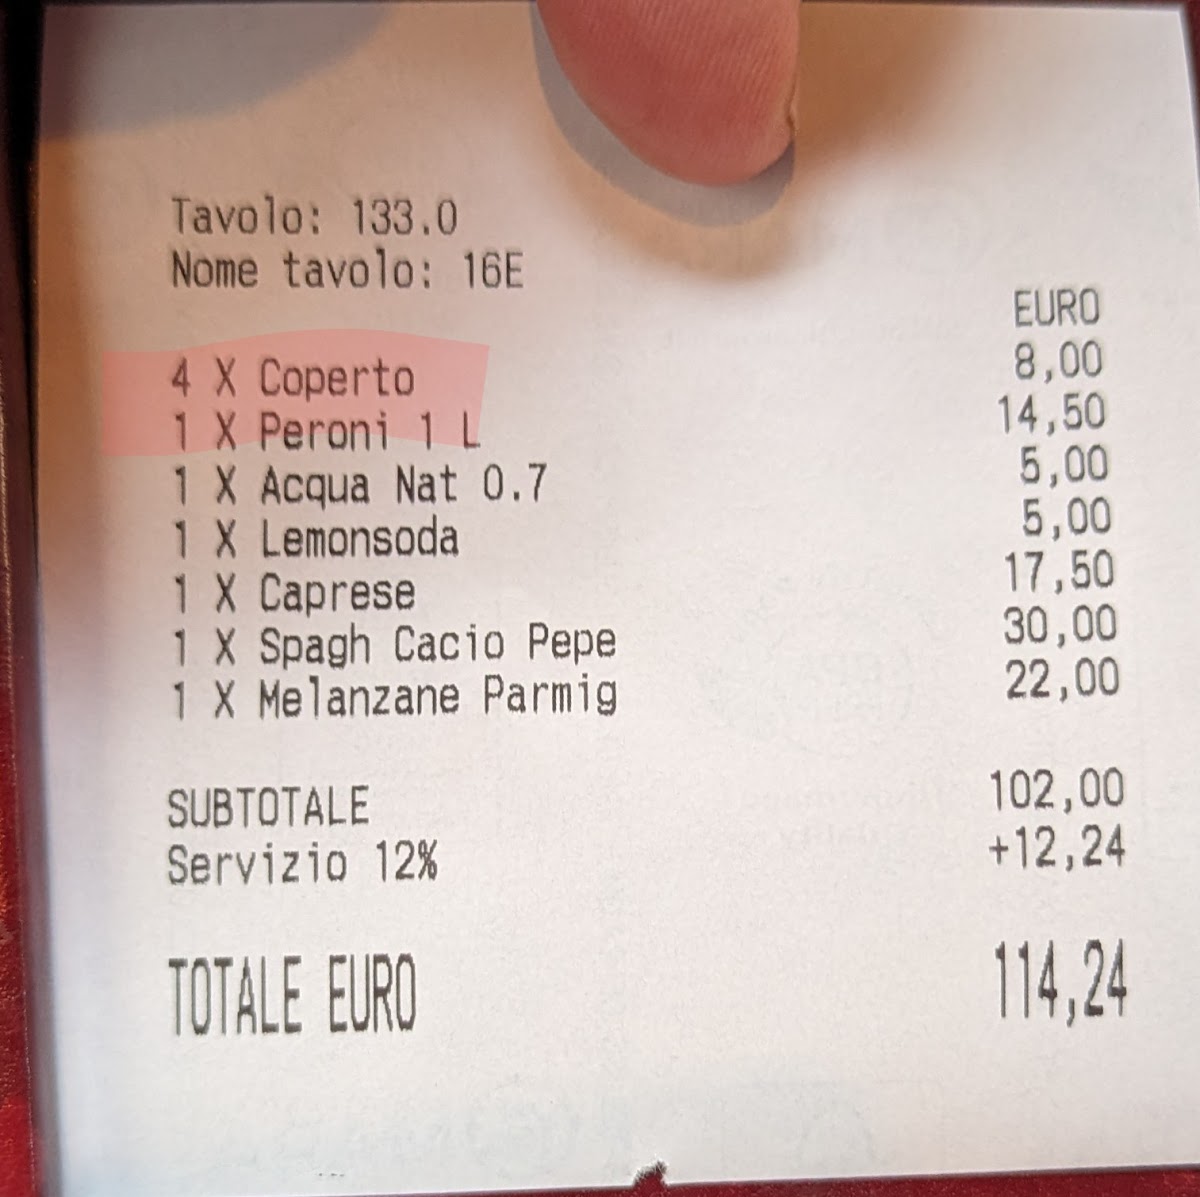 Tavolo: 133.0
Nome tavolo: 16E
EURO
4 X Coperto 8,00
1 X Peroni 1 L 14,50
1 X Acqua Nat 0.7 5,00
1 X Lemonsoda 5,00
1 X Caprese 17,50
1 X Spagh Cacio Pepe 30,00
1 X Melanzane Parmig 22,00
SUBTOTALE 102,00
Servizio 12% +12,24
TOTALE EURO 114,24